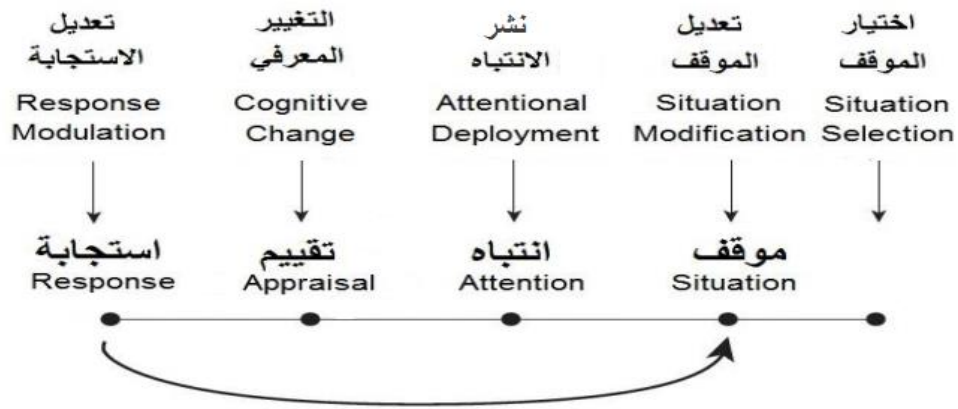 اختيار
الموقف
Situation
Selection
تعديل
الموقف
Situation
Modification
نشر
الانتباه
Attentional
Deployment
التغيير
المعرفي
Cognitive
Change
تعديل
الاستجابة
Response
Modulation
موقف
Situation
انتباه
Attention
تقييم
Appraisal
استجابة
Response